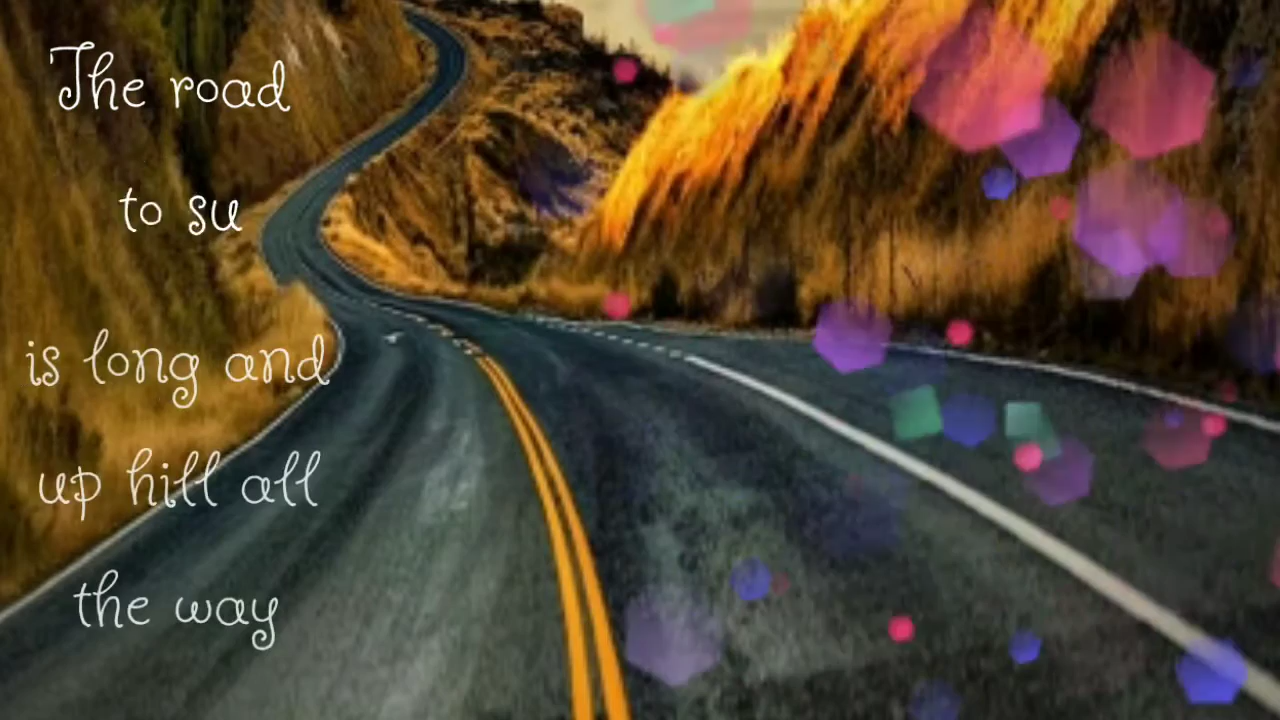 The road
to su
is long and
up hill all
the way